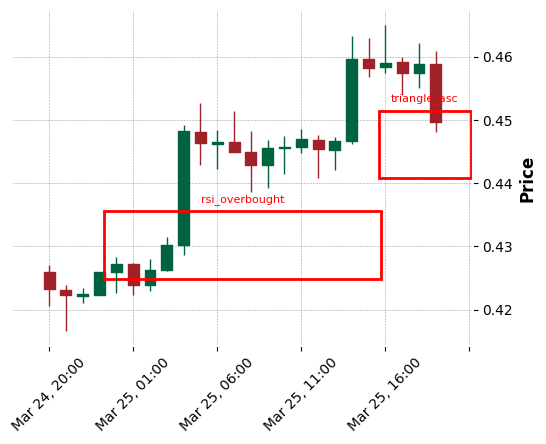 0.46
triangle_asc
0.45
rsi_overbought
0.44
Price
0.43
0.42
Mar 24, 20:00
Mar 25, 01:00
Mar 25, 06:00
Mar 25, 11:00
Mar 25, 16:00